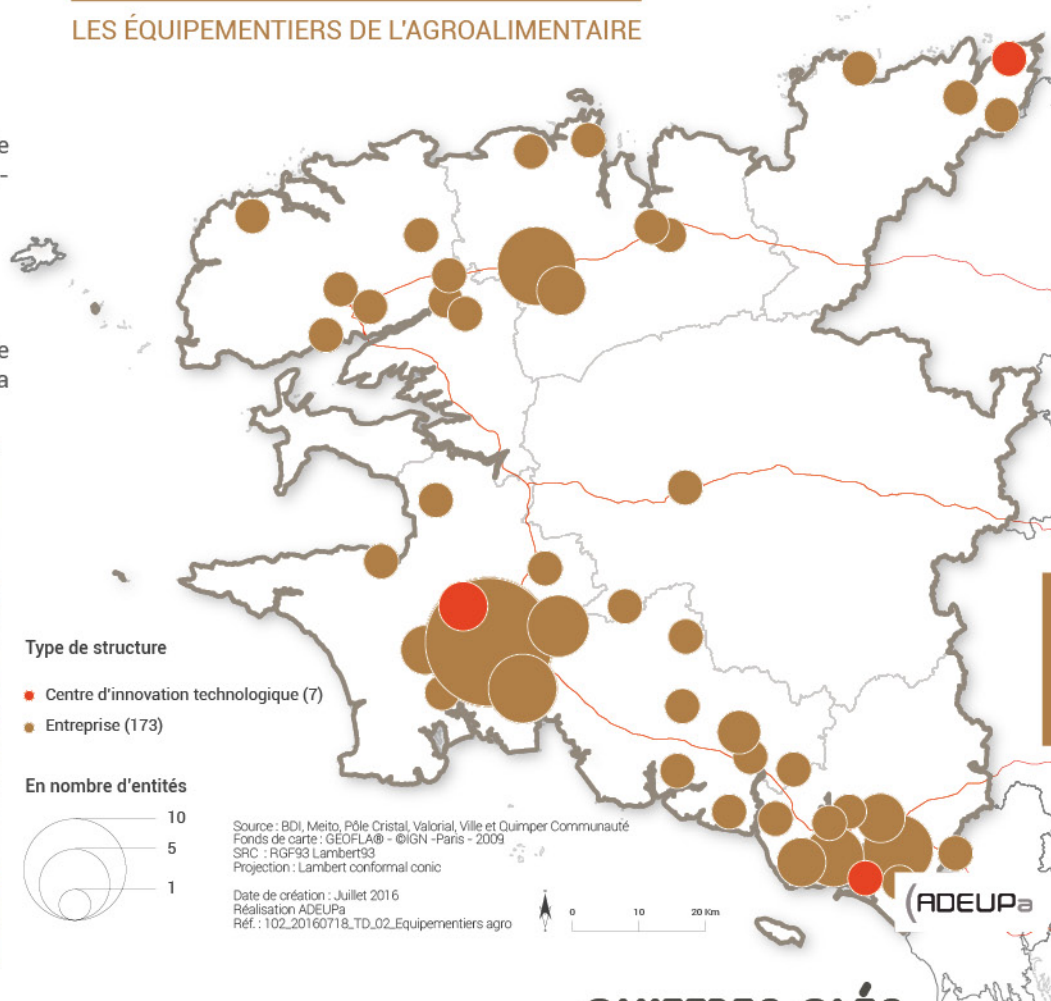 LES ÉQUIPEMENTIERS DE L'AGROALIMENTAIRE
e
-
e
a
Type de structure
Centre d'innovation technologique (7)
Entreprise (173)
En nombre d'entités
10
5
1
Source : BDI, Meito, Pôle Cristal, Valorial, Ville et Quimper Communauté
Fonds de carte : GEOFLA® - ©IGN -Paris - 2009
SRC : RGF93 Lambert93
Projection : Lambert conformal conic
Date de création : Juillet 2016
Réalisation ADEUPa
Réf. : 102_20160718_TD_02_Equipementiers agro
0 10 20 Km
ADEUPa